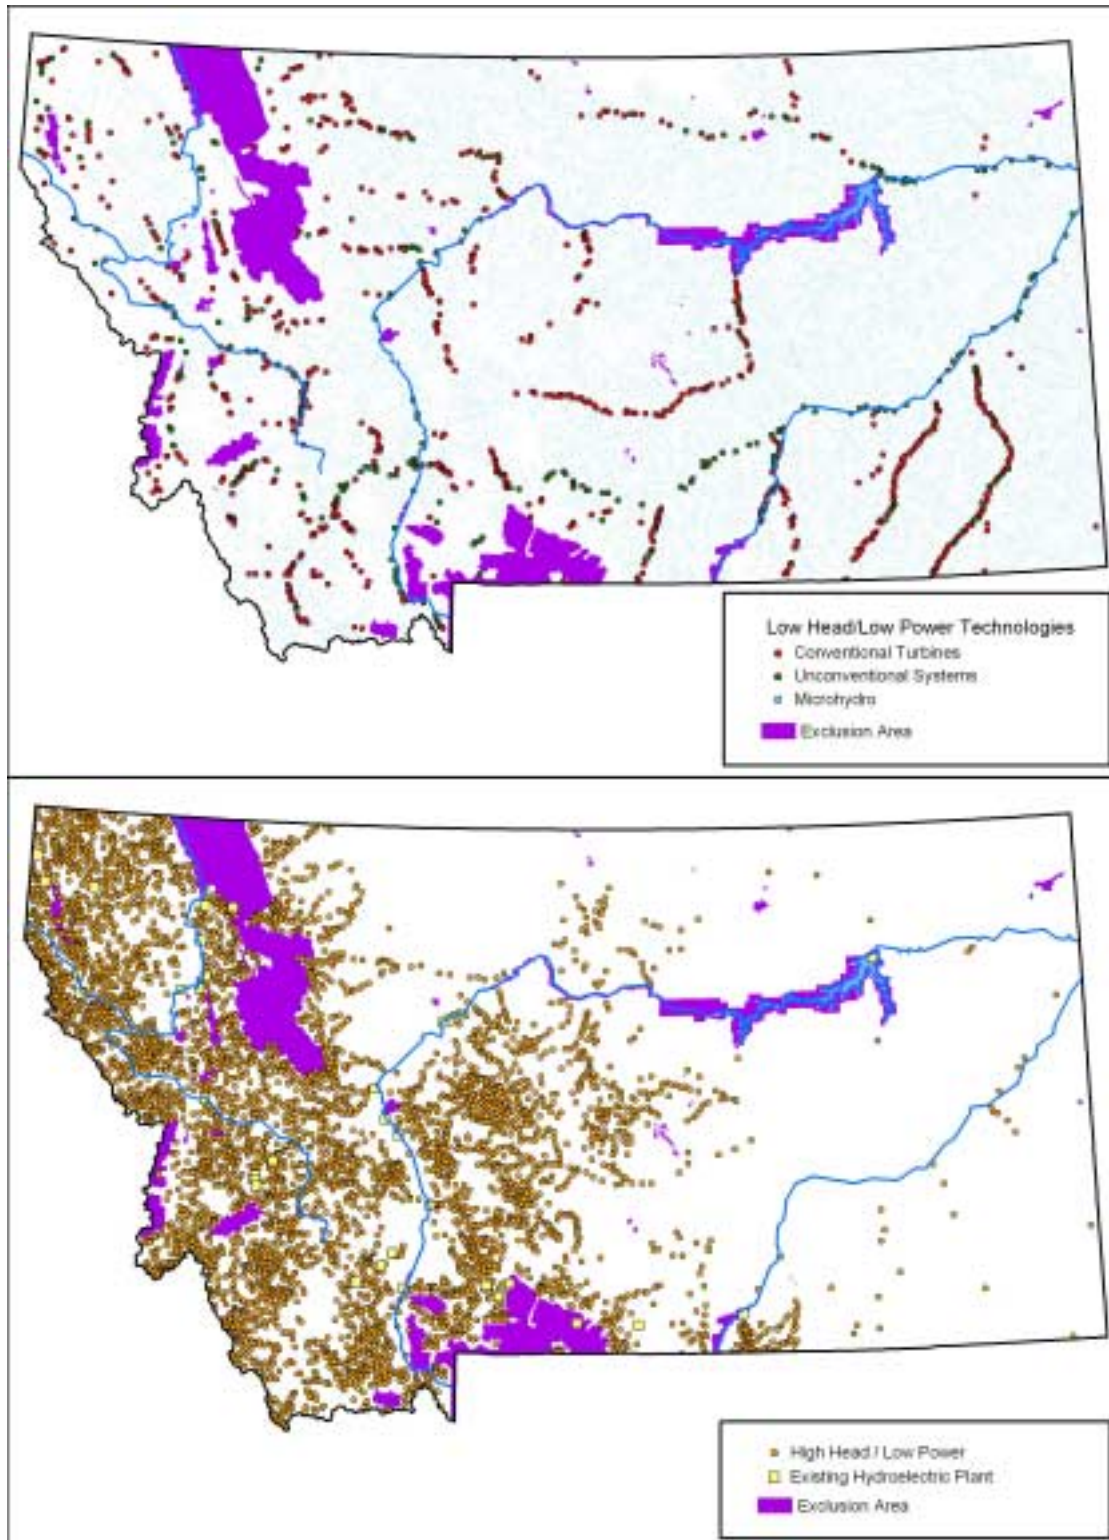 Low Head/Low Power Technologies
Conventional Turbines
Unconventional Systems
Microhydro
Exclusion Area
High Head / Low Power
Existing Hydroelectric Plant
Exclusion Area